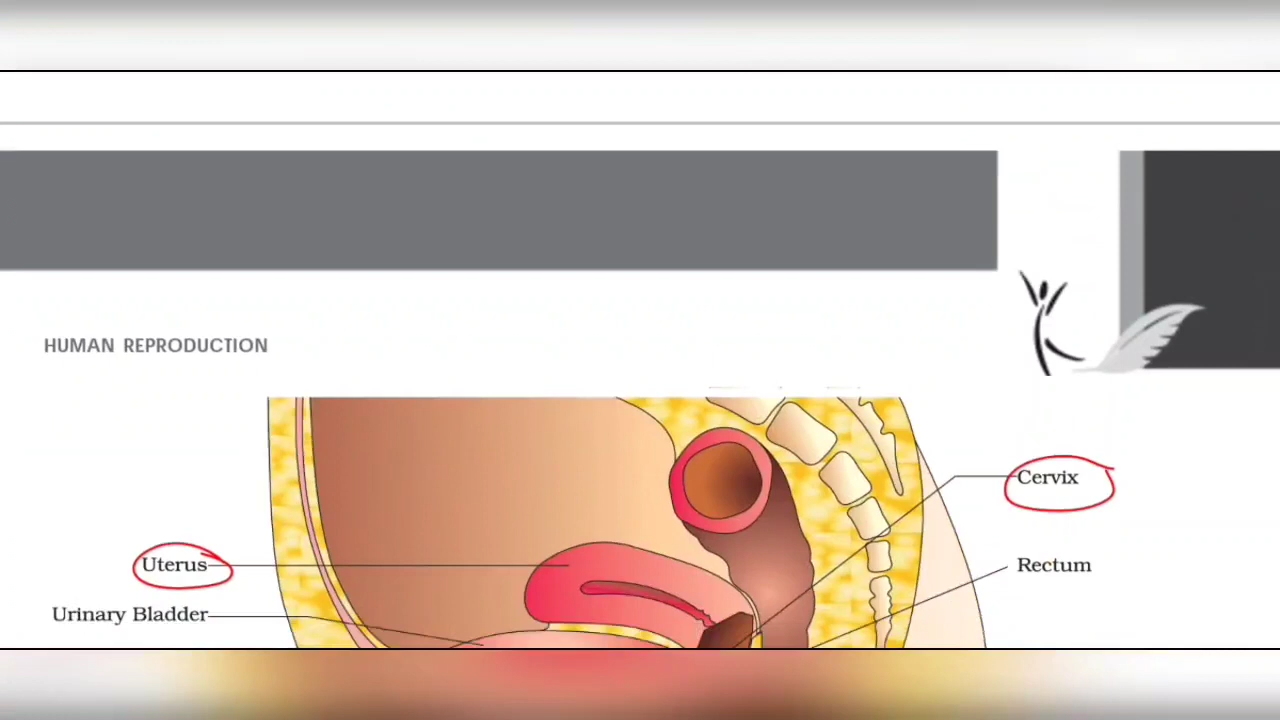 HUMAN REPRODUCTION
Cervix
Uterus
Rectum
Urinary Bladder